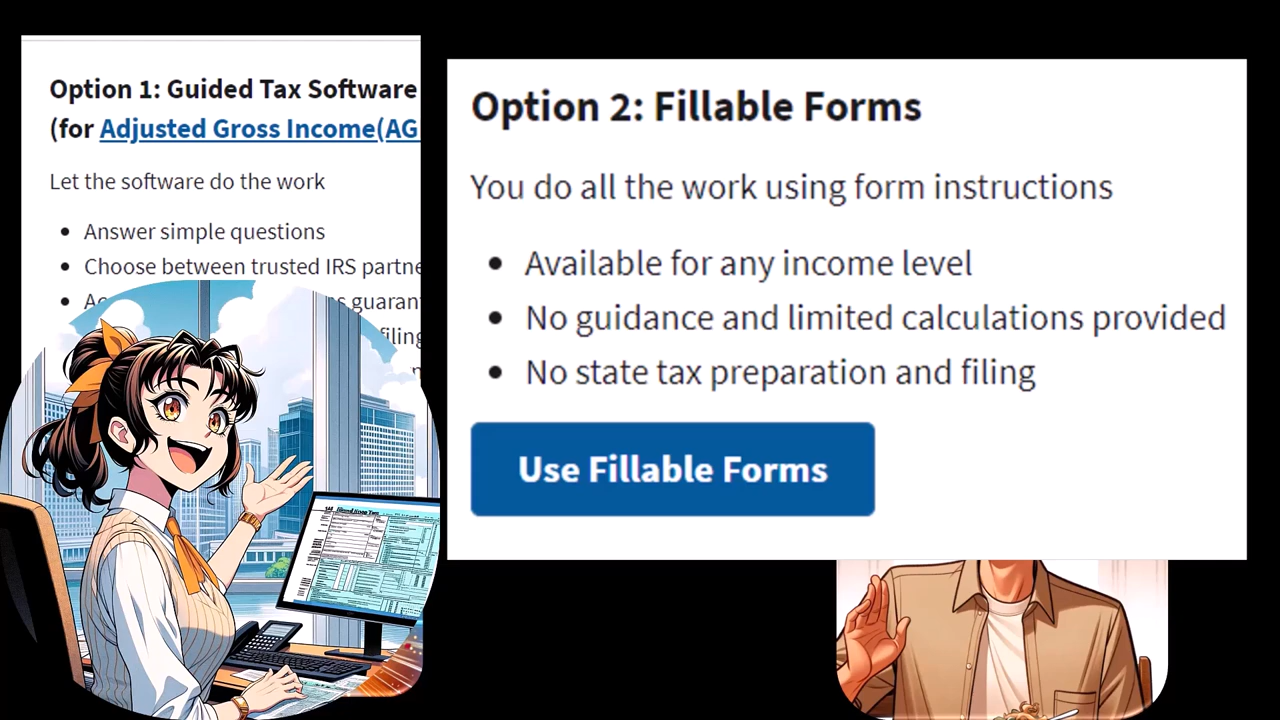 Option 1: Guided Tax Software
(for Adjusted Gross Income(AG
Let the software do the work
Answer simple questions
Choose between trusted IRS partne
guaran
filing
Option 2: Fillable Forms
You do all the work using form instructions
Available for any income level
No guidance and limited calculations provided
No state tax preparation and filing
Use Fillable Forms